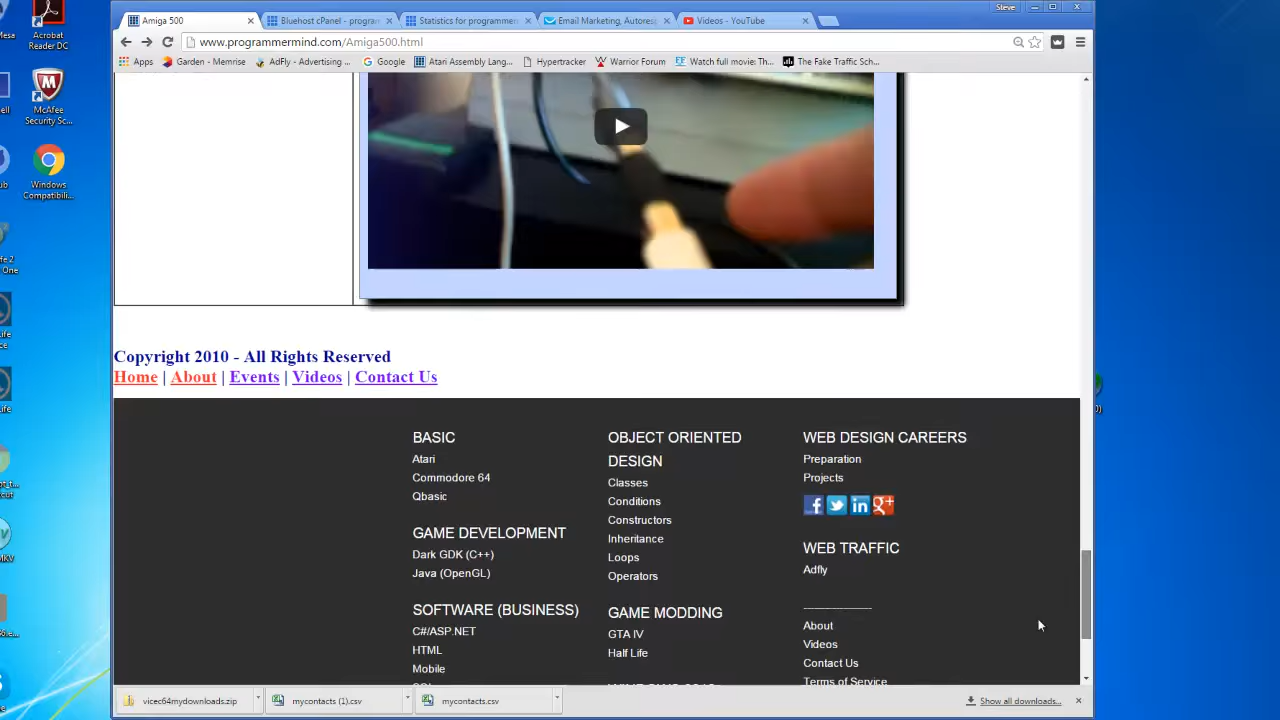 Steve
Amiga 500
Bluehost cPanel - program
Statistics for programmer
Email Marketing, Autoresp
Videos - YouTube
www.programmermind.com/Amiga500.html
Apps
Garden - Memrise
AdFly - Advertising ...
Google
Atari Assembly Lang...
Hypertracker
Warrior Forum
Watch full movie: Th...
The Fake Traffic Sch...
Acrobat
Reader DC
McAfee
Security Sc...
Windows
Compatibili...
Copyright 2010 - All Rights Reserved
Home | About | Events | Videos | Contact Us
BASIC
Atari
Commodore 64
Qbasic
GAME DEVELOPMENT
Dark GDK (C++)
Java (OpenGL)
SOFTWARE (BUSINESS)
C#/ASP.NET
HTML
Mobile
OBJECT ORIENTED
DESIGN
Classes
Conditions
Constructors
Inheritance
Loops
Operators
GAME MODDING
GTA IV
Half Life
WEB DESIGN CAREERS
Preparation
Projects
WEB TRAFFIC
Adfly
--------------------
About
Videos
Contact Us
Terms of Service
vicec64mydownloads.zip
mycontacts (1).csv
mycontacts.csv
Show all downloads...